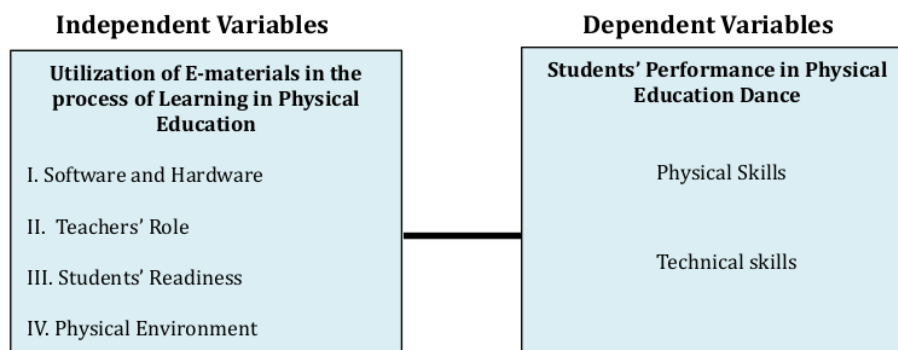 Independent Variables
Utilization of E-materials in the
process of Learning in Physical
Education
I. Software and Hardware
II. Teachers' Role
III. Students' Readiness
IV. Physical Environment
Dependent Variables
Students' Performance in Physical
Education Dance
Physical Skills
Technical skills